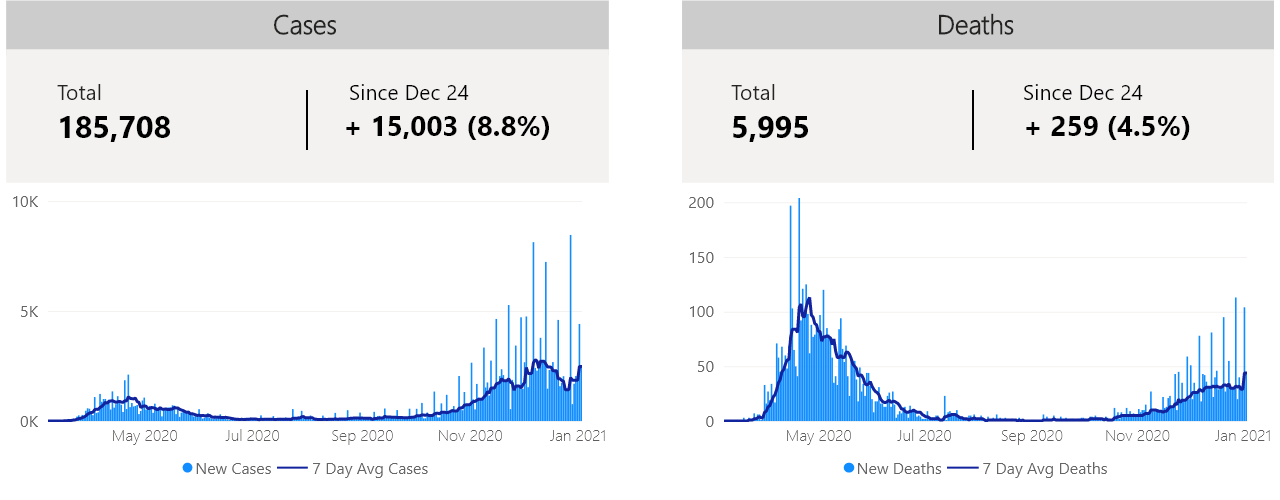 Cases
Total
185,708
Since Dec 24
+ 15,003 (8.8%)
10K
5K
0K
May 2020 Jul 2020 Sep 2020 Nov 2020 Jan 2021
New Cases 7 Day Avg Cases
Deaths
Total
5,995
Since Dec 24
+ 259 (4.5%)
200
150
100
50
0
May 2020 Jul 2020 Sep 2020 Nov 2020 Jan 2021
New Deaths 7 Day Avg Deaths